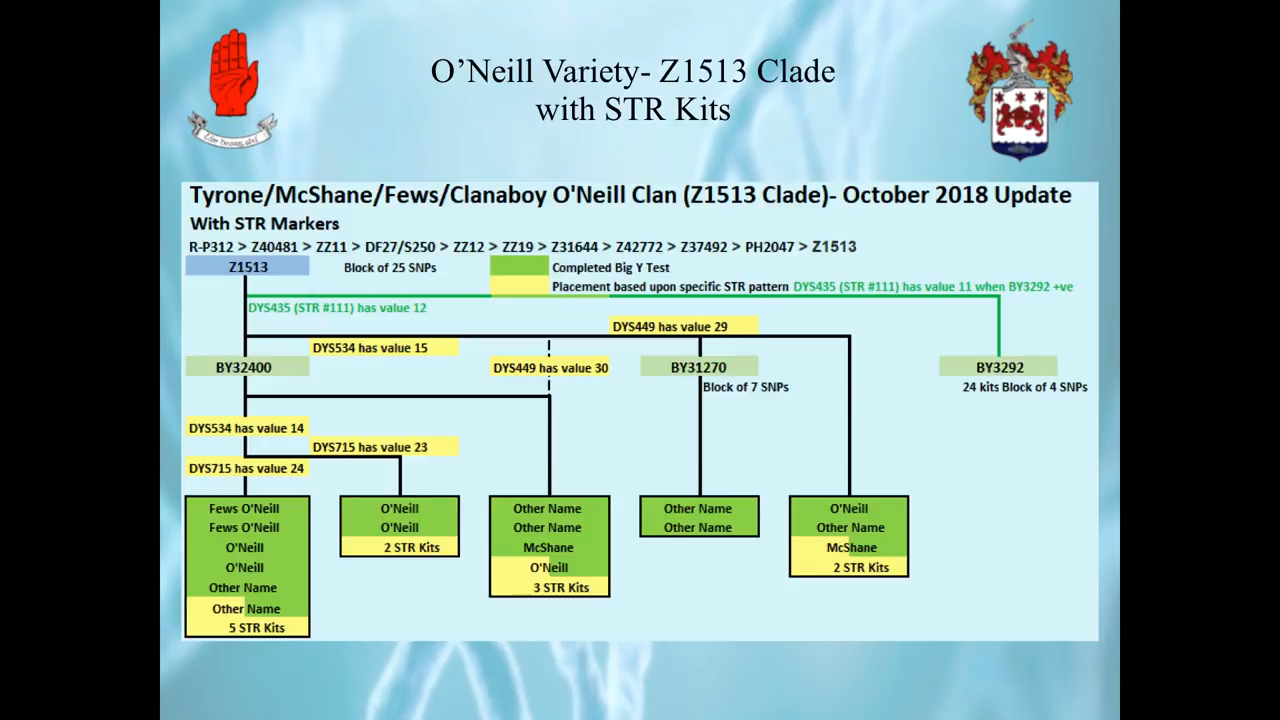 O’Neill Variety- Z1513 Clade
with STR Kits
Tyrone/McShane/Fews/Clanaboy O'Neill Clan (Z1513 Clade)- October 2018 Update
With STR Markers
R-P312 > Z40481 > ZZ11 > DF27/S250 > ZZ12 > ZZ19 > Z31644 > Z42772 > Z37492 > PH2047 > Z1513
Z1513
Block of 25 SNPs
Completed Big Y Test
Placement based upon specific STR pattern
DYS435 (STR #111) has value 11 when BY3292 +ve
DYS435 (STR #111) has value 12
DYS449 has value 29
DYS534 has value 15
BY32400
DYS449 has value 30
BY31270
BY3292
Block of 7 SNPs
24 kits Block of 4 SNPs
DYS534 has value 14
DYS715 has value 23
DYS715 has value 24
Fews O'Neill
Fews O'Neill
O'Neill
O'Neill
Other Name
Other Name
5 STR Kits
O'Neill
O'Neill
2 STR Kits
Other Name
Other Name
McShane
O'Neill
3 STR Kits
Other Name
Other Name
O'Neill
Other Name
McShane
2 STR Kits